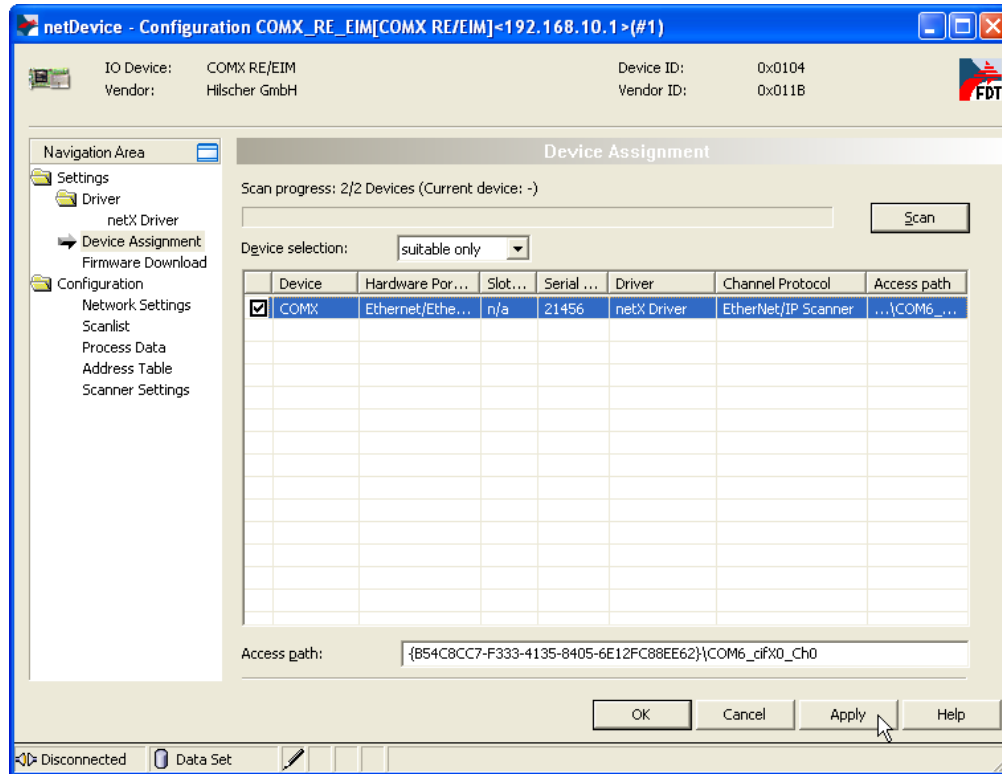 netDevice - Configuration COMX_RE_EIM[COMX RE/EIM]<192.168.10.1>(#1)
IO Device: COMX RE/EIM Device ID: 0x0104
Vendor: Hilscher GmbH Vendor ID: 0x011B
FDT
Navigation Area
Settings
Driver
netX Driver
Device Assignment
Firmware Download
Configuration
Network Settings
Scanlist
Process Data
Address Table
Scanner Settings
Device Assignment
Scan progress: 2/2 Devices (Current device: -)
Scan
Device selection: suitable only
Device Hardware Por... Slot... Serial ... Driver Channel Protocol Access path
COMX Ethernet/Ethe... n/a 21456 netX Driver EtherNet/IP Scanner ...\COM6_...
Access path: {B54C8CC7-F333-4135-8405-6E12FC88EE62}\COM6_cifX0_Ch0
OK Cancel Apply Help
Disconnected Data Set